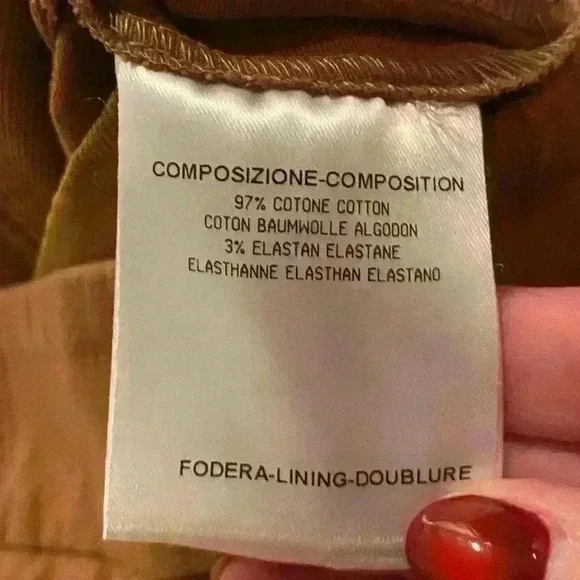 COMPOSIZIONE-COMPOSITION
97% COTONE COTTON
COTON BAUMWOLLE ALGODON
3% ELASTAN ELASTANE
ELASTHANNE ELASTHAN ELASTANO
FODERA-LINING-DOUBLURE